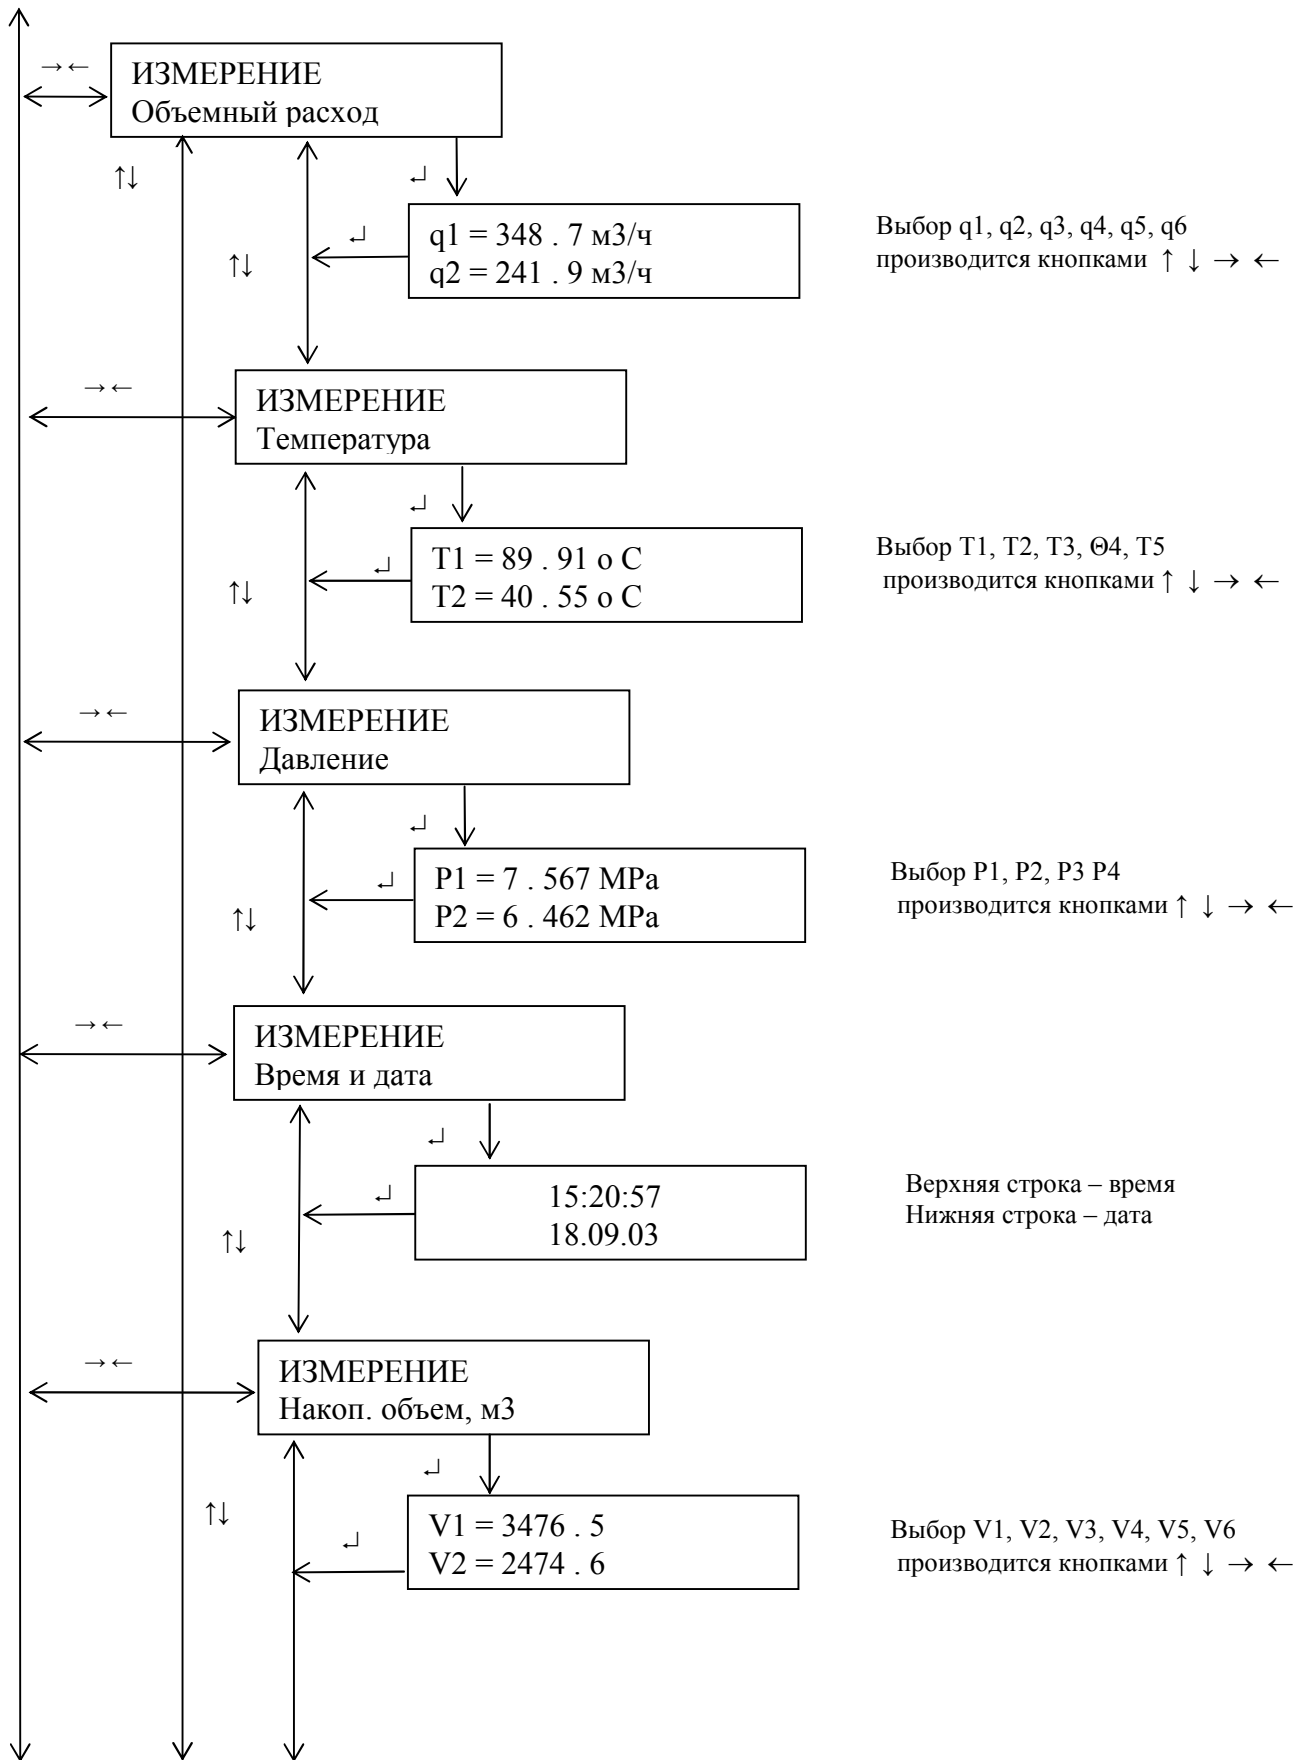 →←
ИЗМЕРЕНИЕ
Объемный расход
↑↓
↵
q1 = 348 . 7 м3/ч
q2 = 241 . 9 м3/ч
↵
↑↓
Выбор q1, q2, q3, q4, q5, q6
производится кнопками ↑ ↓ → ←
→←
ИЗМЕРЕНИЕ
Температура
↵
T1 = 89 . 91 o C
T2 = 40 . 55 o C
↵
↑↓
Выбор Т1, Т2, Т3, Θ4, Т5
производится кнопками ↑ ↓ → ←
→←
ИЗМЕРЕНИЕ
Давление
↵
P1 = 7 . 567 MPa
P2 = 6 . 462 MPa
↵
↑↓
Выбор P1, P2, P3 P4
производится кнопками ↑ ↓ → ←
→←
ИЗМЕРЕНИЕ
Время и дата
↵
15:20:57
18.09.03
↵
↑↓
Верхняя строка – время
Нижняя строка – дата
→←
ИЗМЕРЕНИЕ
Накоп. объем, м3
↵
V1 = 3476 . 5
V2 = 2474 . 6
↵
↑↓
Выбор V1, V2, V3, V4, V5, V6
производится кнопками ↑ ↓ → ←